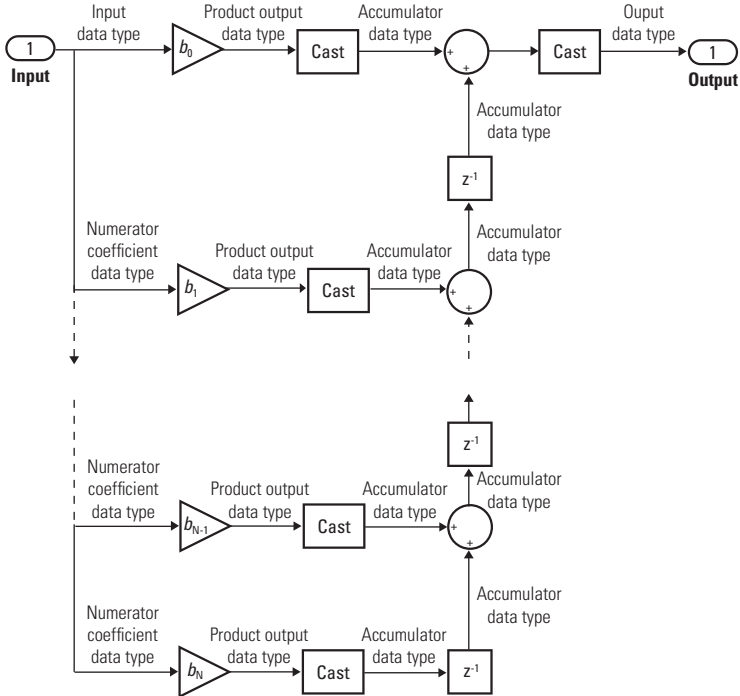 Input
data type
Product output
data type
Accumulator
data type
Ouput
data type
1
Input
b0
Cast
+
+
Cast
1
Output
Accumulator
data type
z-1
Numerator
coefficient
data type
Product output
data type
Accumulator
data type
Accumulator
data type
b1
Cast
+
+
z-1
Numerator
coefficient
data type
Product output
data type
Accumulator
data type
Accumulator
data type
bN-1
Cast
+
+
Numerator
coefficient
data type
Product output
data type
Accumulator
data type
Accumulator
data type
bN
Cast
z-1